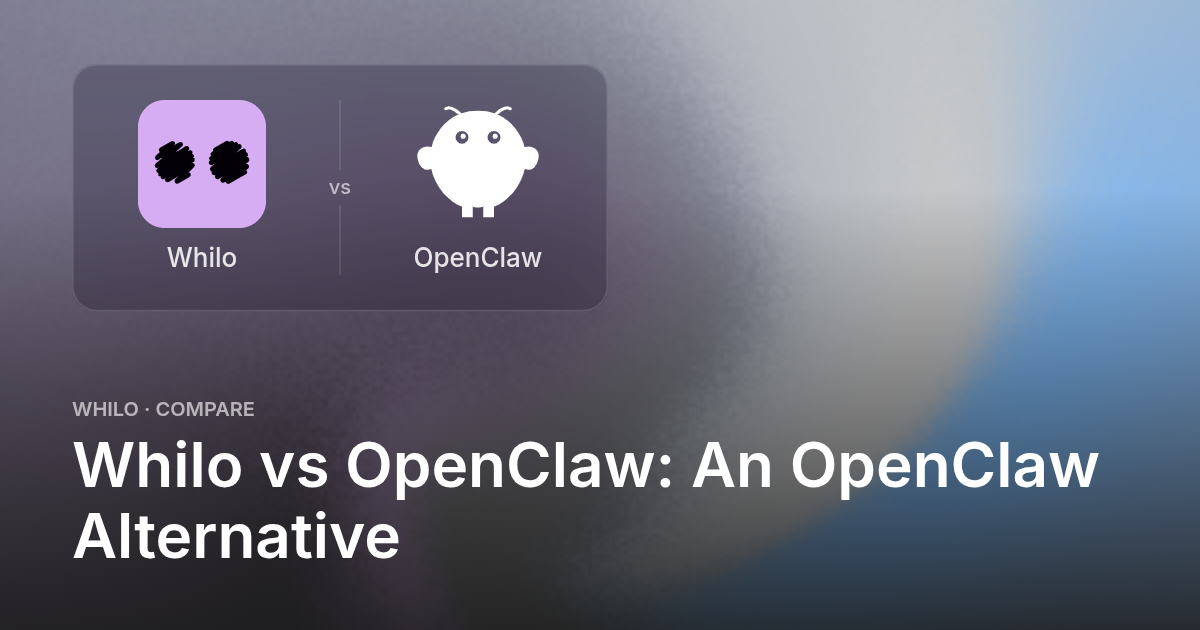 Whilo
vs
OpenClaw
WHILO · COMPARE
Whilo vs OpenClaw: An OpenClaw
Alternative